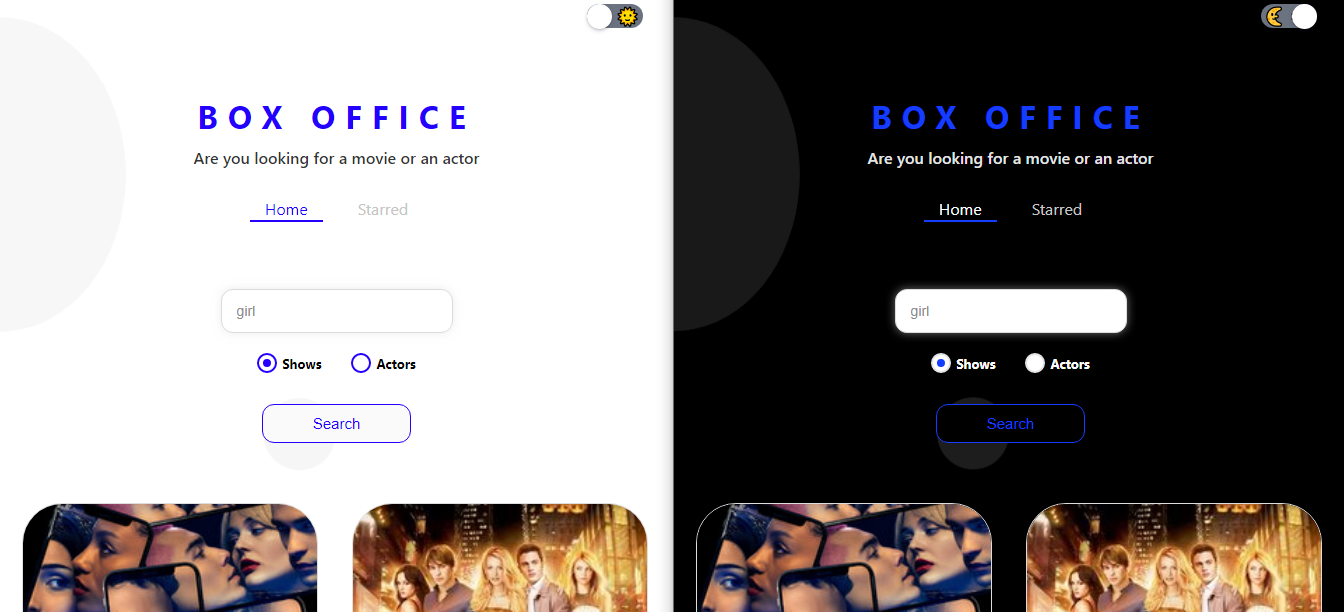 BOX OFFICE
Are you looking for a movie or an actor
Home Starred
girl
Shows Actors
Search
BOX OFFICE
Are you looking for a movie or an actor
Home Starred
girl
Shows Actors
Search